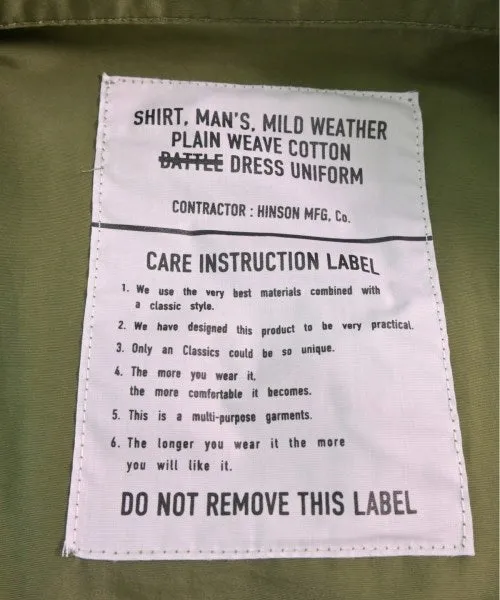 SHIRT, MAN'S, MILD WEATHER
PLAIN WEAVE COTTON
BATTLE DRESS UNIFORM
CONTRACTOR : HINSON MFG, Co.
CARE INSTRUCTION LABEL
1. We use the very best materials combined with
a classic style.
2. We have designed this product to be very practical.
3. Only an Classics could be so unique.
4. The more you wear it,
the more comfortable it becomes.
5. This is a multi-purpose garments.
6. The longer you wear it the more
you will like it.
DO NOT REMOVE THIS LABEL